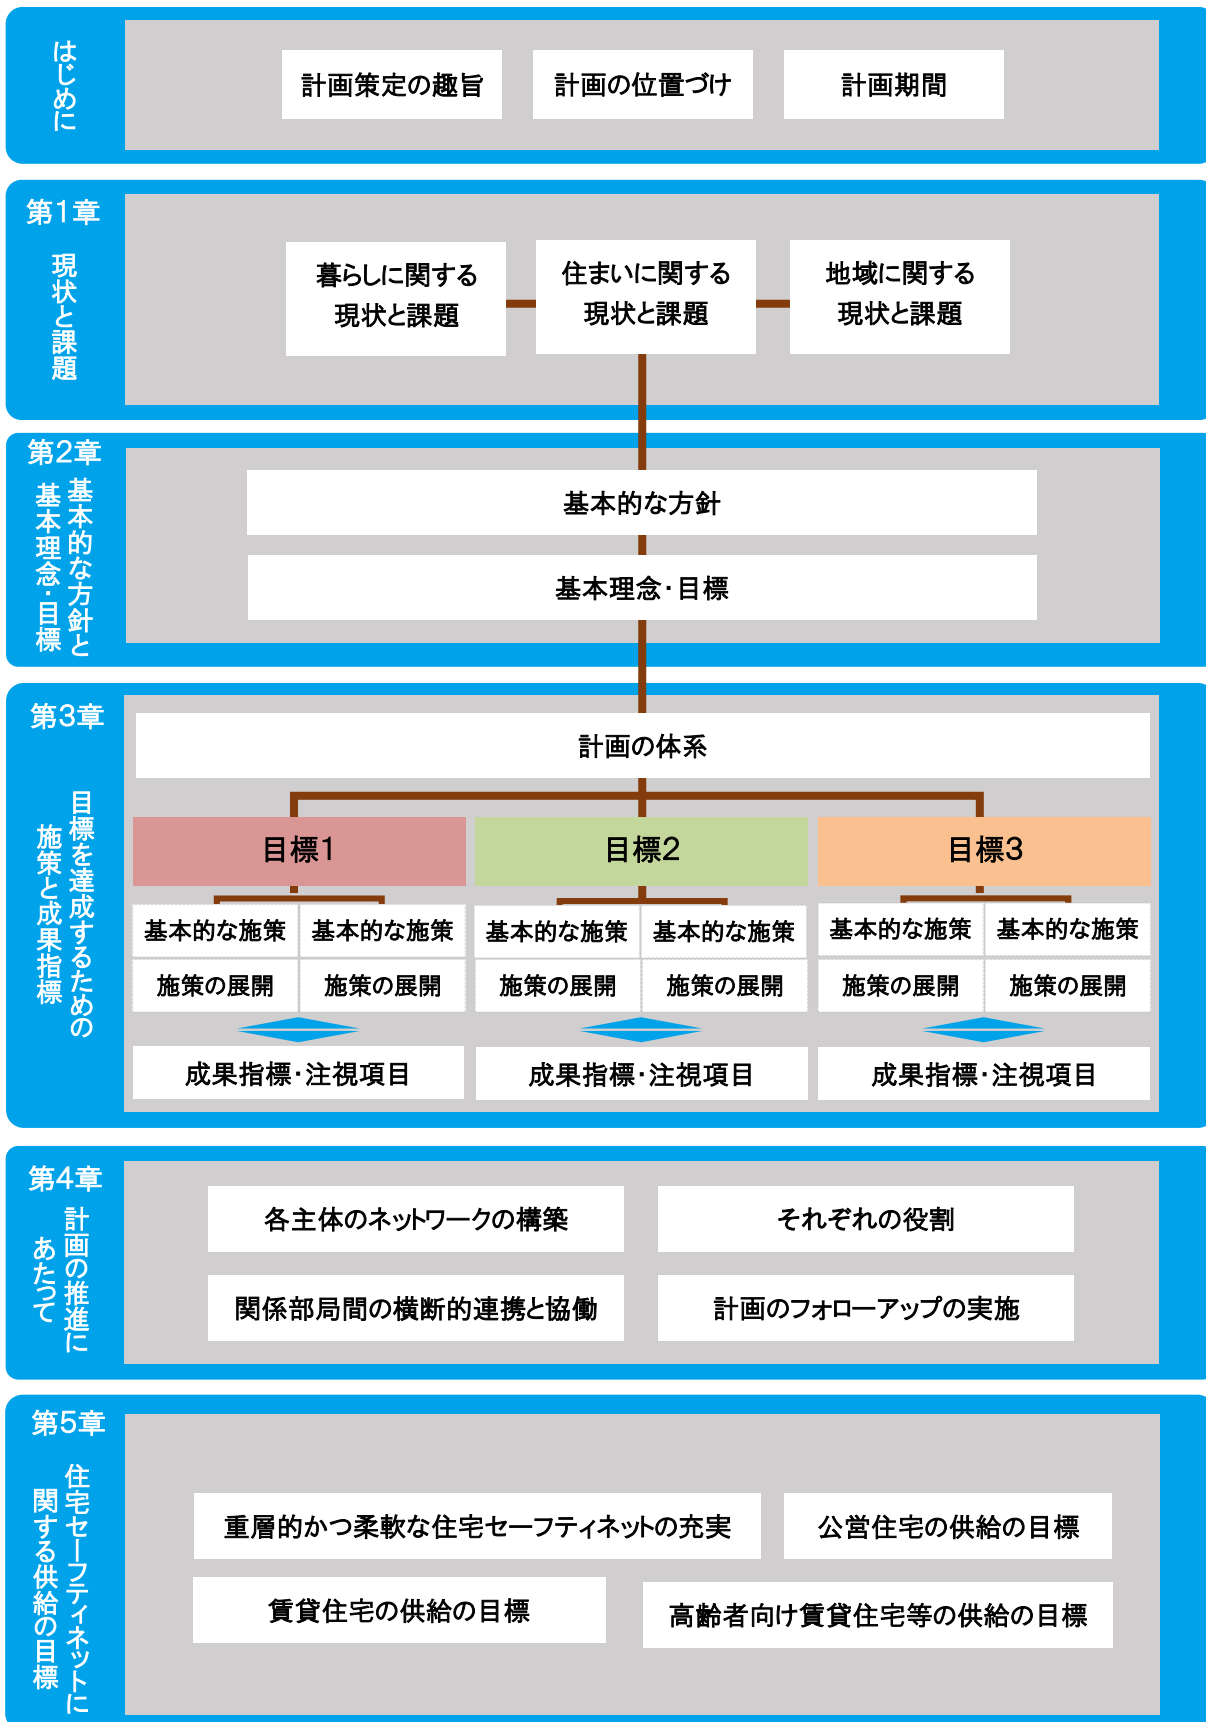 はじめに
計画策定の趣旨
計画の位置づけ
計画期間
第1章
現状と課題
暮らしに関する
現状と課題
住まいに関する
現状と課題
地域に関する
現状と課題
第2章
基本的な方針と
基本理念・目標
基本的な方針
基本理念・目標
第3章
目標を達成するための
施策と成果指標
計画の体系
目標1
目標2
目標3
基本的な施策
基本的な施策
基本的な施策
基本的な施策
基本的な施策
基本的な施策
施策の展開
施策の展開
施策の展開
施策の展開
施策の展開
施策の展開
成果指標・注視項目
成果指標・注視項目
成果指標・注視項目
第4章
計画の推進に
あたって
各主体のネットワークの構築
それぞれの役割
関係部局間の横断的連携と協働
計画のフォローアップの実施
第5章
住宅セーフティネットに
関する供給の目標
重層的かつ柔軟な住宅セーフティネットの充実
公営住宅の供給の目標
賃貸住宅の供給の目標
高齢者向け賃貸住宅等の供給の目標